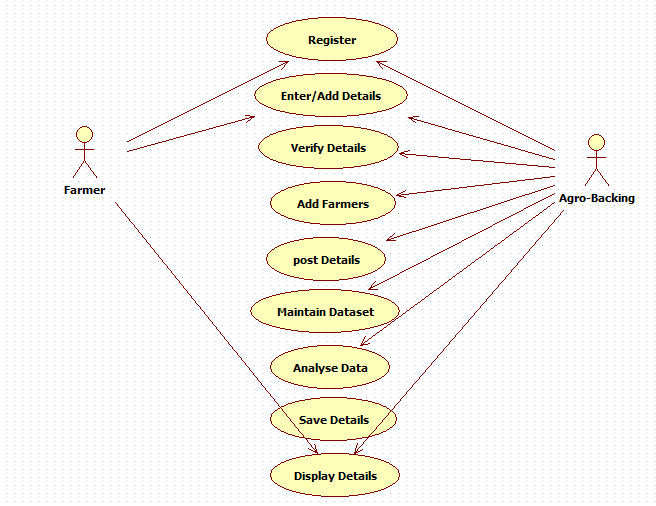 Register
Enter/Add Details
Verify Details
Farmer
Add Farmers
Agro-Backing
post Details
Maintain Dataset
Analyse Data
Save Details
Display Details